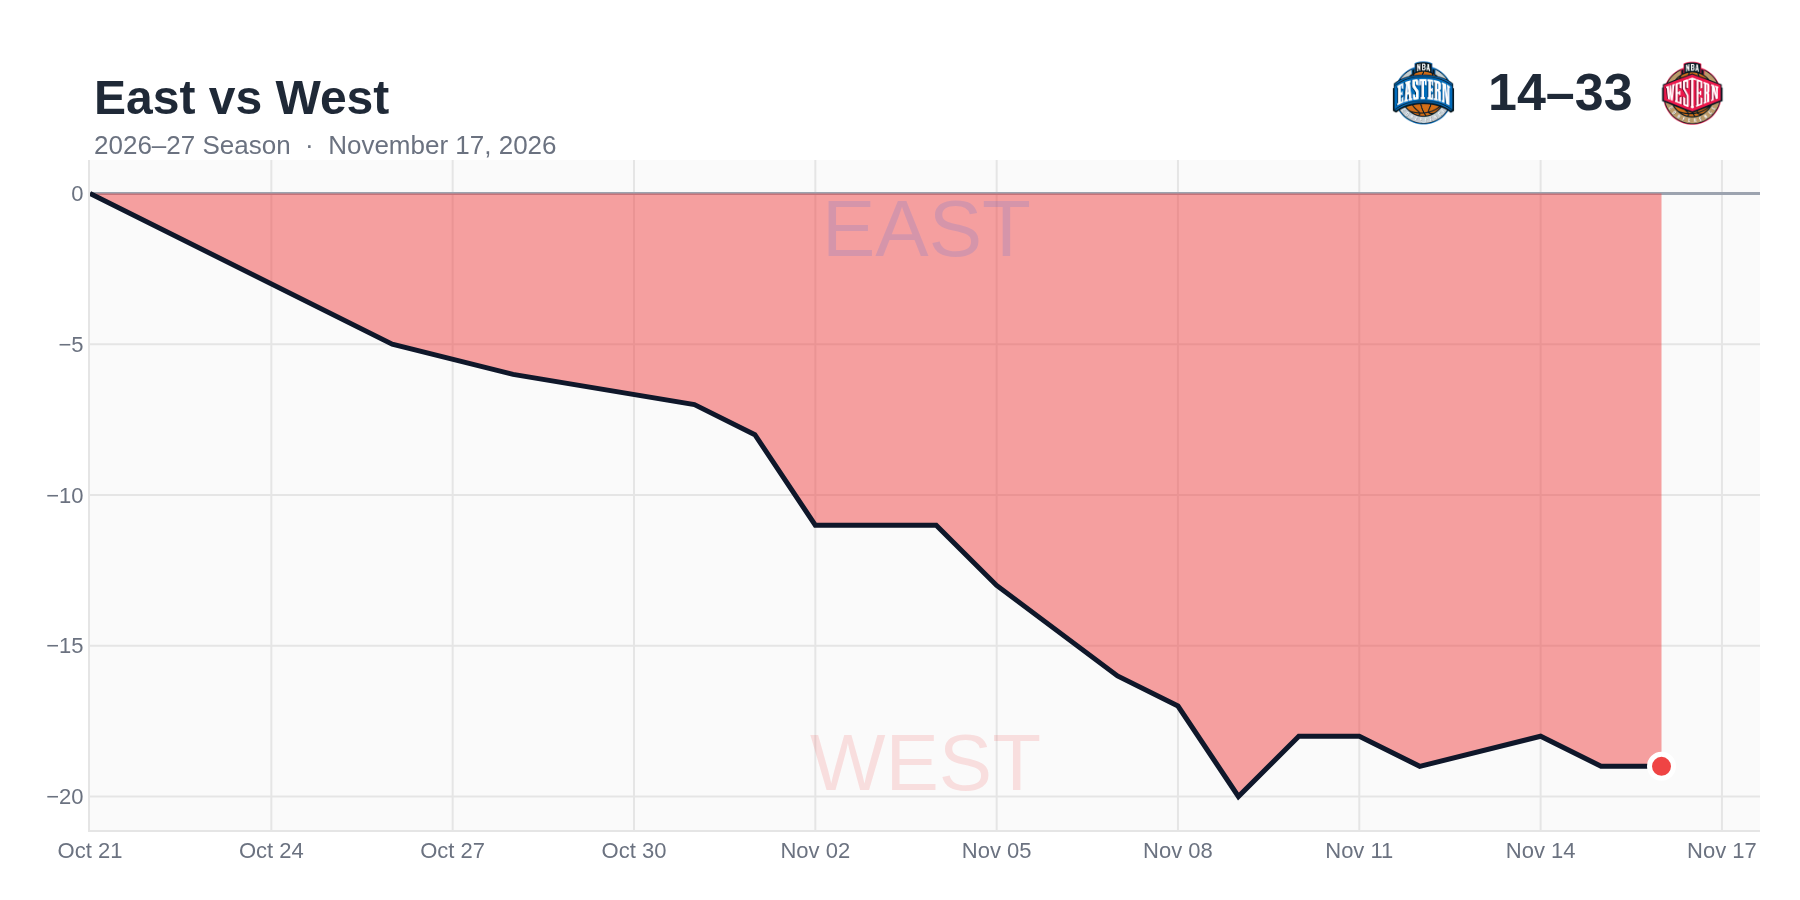 East vs West
2026–27 Season · November 17, 2026
NBA
EASTERN
14–33
NBA
WESTERN
0
−5
−10
−15
−20
EAST
WEST
Oct 21
Oct 24
Oct 27
Oct 30
Nov 02
Nov 05
Nov 08
Nov 11
Nov 14
Nov 17